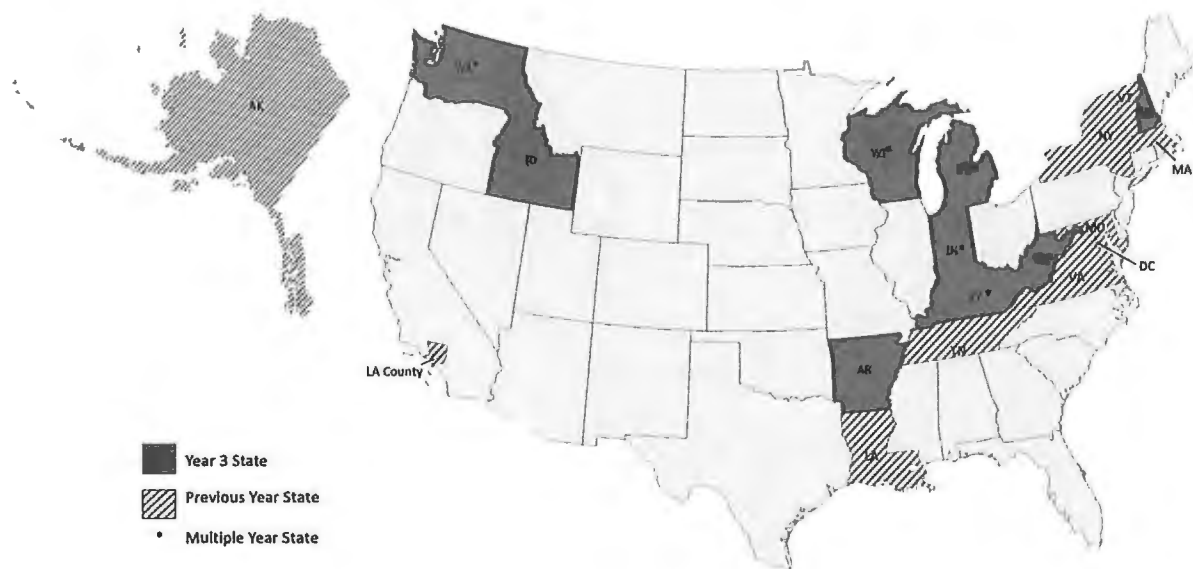 AK
WA*
ID
WI*
VT
NY
MA
IN*
MD
DC
VA
KY*
TN
AR
LA
LA County
Year 3 State
Previous Year State
• Multiple Year State